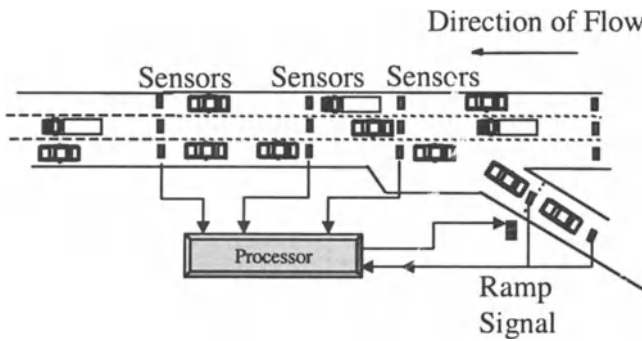 Direction of Flow
Sensors Sensors Sensors
Processor
Ramp
Signal